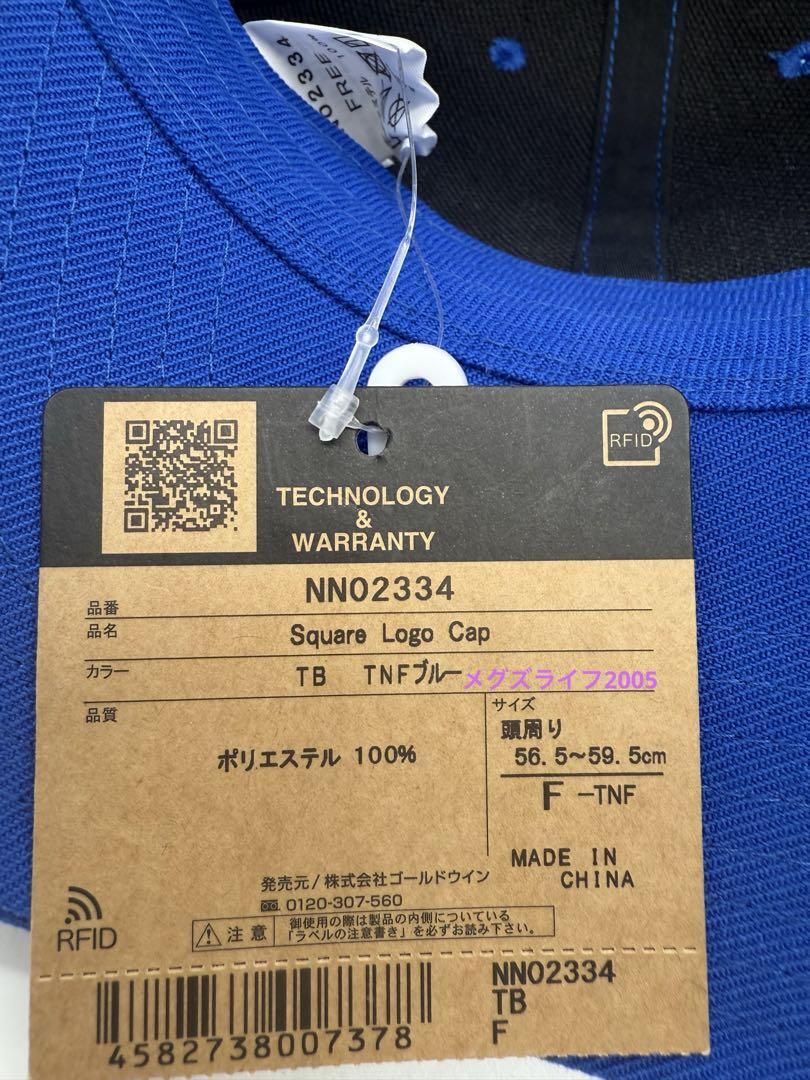 NN02334
FREE
100%
RFID
TECHNOLOGY
&
WARRANTY
品番 NN02334
品名 Square Logo Cap
カラー TB TNFブルー
メグズライフ2005
品質
ポリエステル 100%
サイズ
頭周り
56.5~59.5cm
F -TNF
MADE IN
CHINA
発売元/株式会社ゴールドウイン
0120-307-560
RFID
注意
御使用の際は製品の内側についている
「ラベルの注意書き」を必ずお読み下さい。
NN02334
TB
F
4582738007378